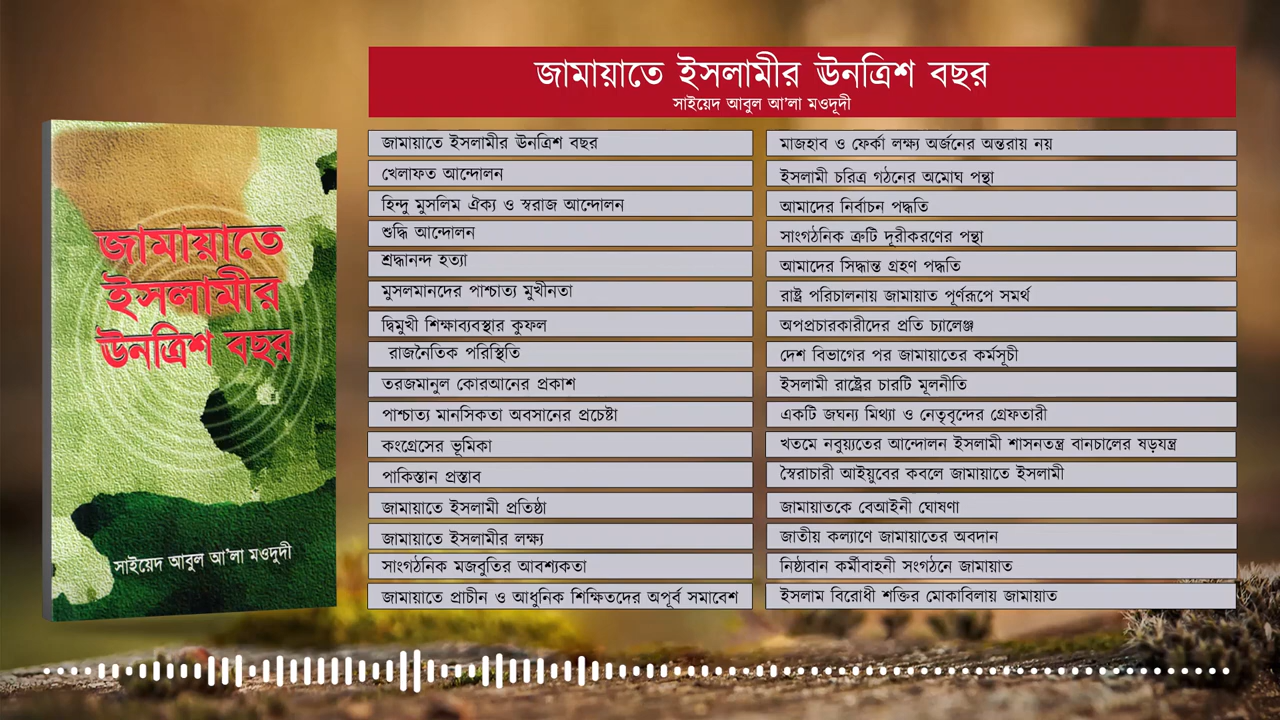 জামায়াতে ইসলামীর ঊনত্রিশ বছর
সাইয়েদ আবুল আ'লা মওদূদী
জামায়াতে
ইসলামীর
ঊনত্রিশ বছর
সাইয়েদ আবুল আ'লা মওদুদী
জামায়াতে ইসলামীর ঊনত্রিশ বছর
খেলাফত আন্দোলন
হিন্দু মুসলিম ঐক্য ও স্বরাজ আন্দোলন
শুদ্ধি আন্দোলন
শ্রদ্ধানন্দ হত্যা
মুসলমানদের পাশ্চাত্য মুখীনতা
দ্বিমুখী শিক্ষাব্যবস্থার কুফল
রাজনৈতিক পরিস্থিতি
তরজমানুল কোরআনের প্রকাশ
পাশ্চাত্য মানসিকতা অবসানের প্রচেষ্টা
কংগ্রেসের ভূমিকা
পাকিস্তান প্রস্তাব
জামায়াতে ইসলামী প্রতিষ্ঠা
জামায়াতে ইসলামীর লক্ষ্য
সাংগঠনিক মজবুতির আবশ্যকতা
জামায়াতে প্রাচীন ও আধুনিক শিক্ষিতদের অপূর্ব সমাবেশ
মাজহাব ও ফের্কা লক্ষ্য অর্জনের অন্তরায় নয়
ইসলামী চরিত্র গঠনের অমোঘ পন্থা
আমাদের নির্বাচন পদ্ধতি
সাংগঠনিক ত্রুটি দূরীকরণের পন্থা
আমাদের সিদ্ধান্ত গ্রহণ পদ্ধতি
রাষ্ট্র পরিচালনায় জামায়াত পূর্ণরূপে সমর্থ
অপপ্রচারকারীদের প্রতি চ্যালেঞ্জ
দেশ বিভাগের পর জামায়াতের কর্মসূচী
ইসলামী রাষ্ট্রের চারটি মূলনীতি
একটি জঘন্য মিথ্যা ও নেতৃবৃন্দের গ্রেফতারী
খতমে নবুয়্যতের আন্দোলন ইসলামী শাসনতন্ত্র বানচালের ষড়যন্ত্র
স্বৈরাচারী আইয়ুবের কবলে জামায়াতে ইসলামী
জামায়াতকে বেআইনী ঘোষণা
জাতীয় কল্যাণে জামায়াতের অবদান
নিষ্ঠাবান কর্মীবাহনী সংগঠনে জামায়াত
ইসলাম বিরোধী শক্তির মোকাবিলায় জামায়াত